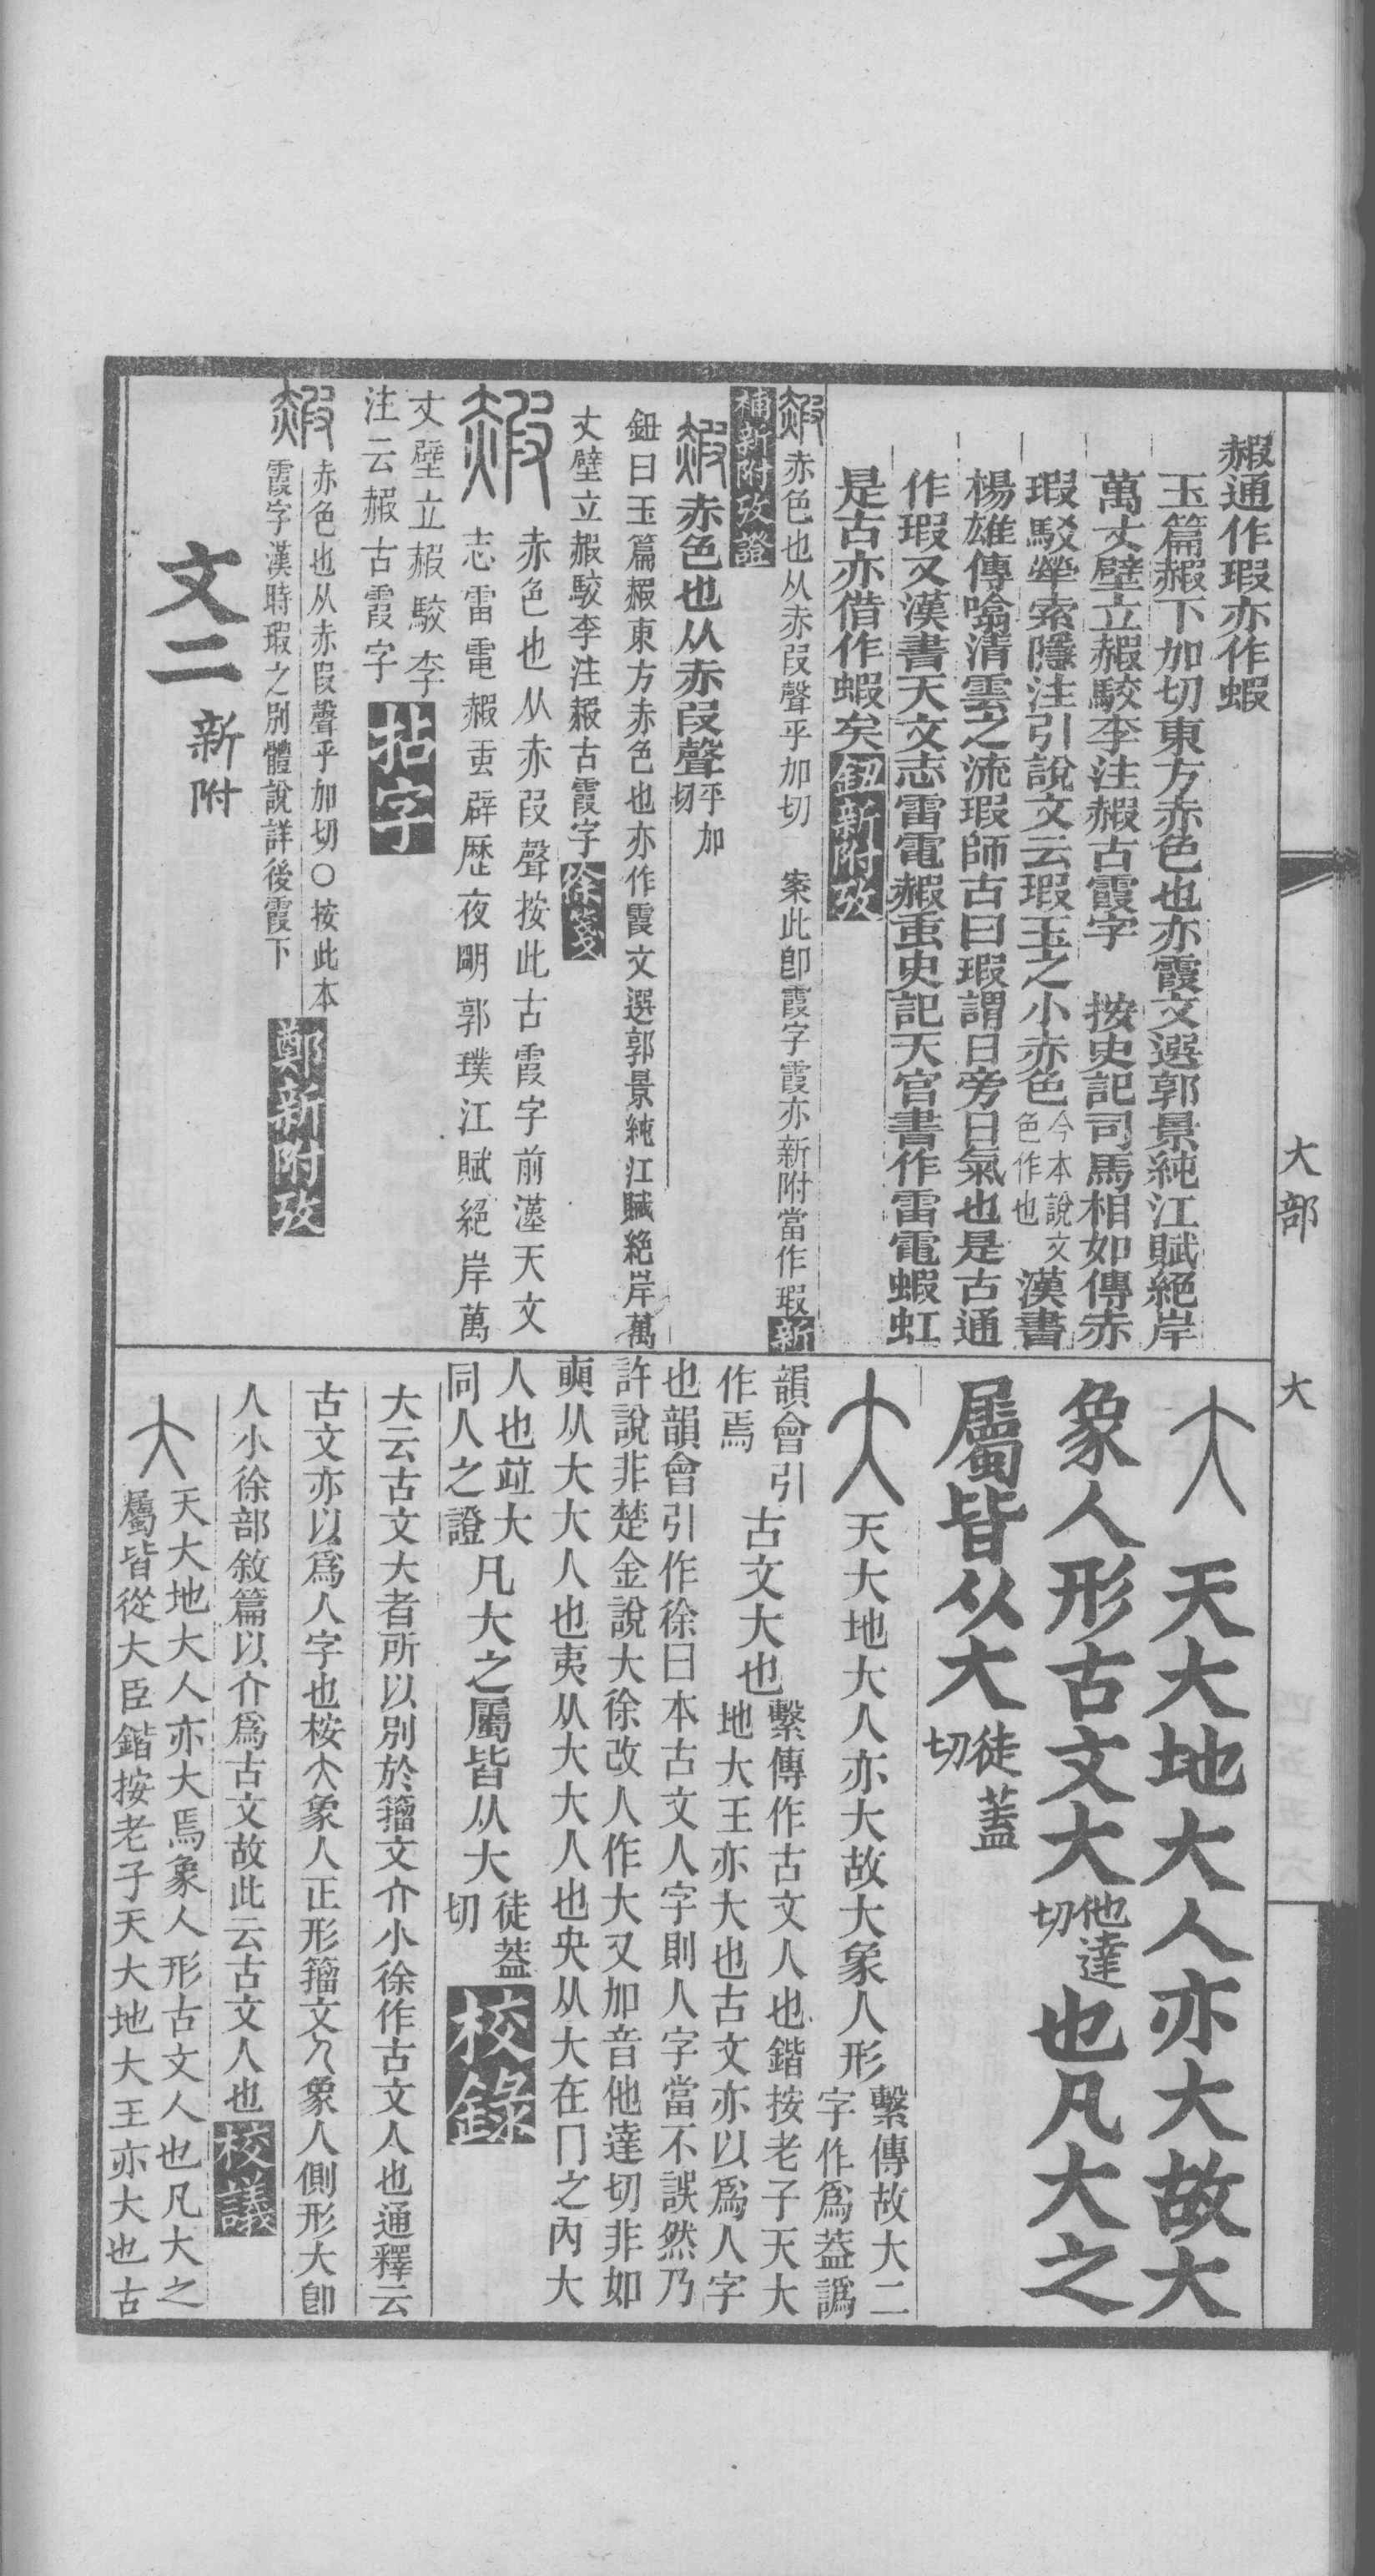 赮通作瑕亦作蝦
玉篇赮下加切東方赤色也亦霞文選郭景純江賦絕岸
萬丈壁立赮駮李注赮古霞字　按史記司馬相如傳赤
瑕駁犖索隱注引說文云瑕玉之小赤色今本說文色作也漢書
楊雄傳噏清雲之流瑕師古曰瑕謂日旁日氣也是古通
作瑕又漢書天文志雷電赮䖝史記天官書作雷電蝦虹
是古亦借作蝦矣鈕新附攷
赮赤色也从赤叚聲乎加切　案此卽霞字霞亦新附當作瑕新
補新附攷證
赮赤色也从赤叚聲乎加切
鈕曰玉篇赮東方赤色也亦作霞文選郭景純江賦絕岸萬
丈壁立赮駮李注赮古霞字徐箋
赮赤色也从赤叚聲按此古霞字前漢天文
志雷電赮䖝辟歴夜明郭璞江賦絕岸萬
丈壁立赮駮李
注云赮古霞字拈字
赮赤色也从赤叚聲乎加切○按此本
霞字漢時瑕之別體說詳後霞下鄭新附攷
文二新附
大部
大
大天大地大人亦大故大
象人形古文大他達切也凡大之
屬皆从大徒蓋切
大天大地大人亦大故大象人形繫傳故大二字作爲蓋譌
韻會引作焉古文大也繫傳作古文人也鍇按老子天大
地大王亦大也古文亦以爲人字
也韻會引作徐曰本古文人字則人字當不誤然乃
許說非楚金說大徐改人作大又加音他達切非如
奭从大大人也夷从大大人也央从大在冂之內大
人也竝大
同人之證凡大之屬皆从大徒蓋切校錄
大云古文大者所以別於籀文介小徐作古文人也通釋云
古文亦以爲人字也桉大象人正形籀文八象人側形大卽
人小徐部敘篇以介爲古文故此云古文人也校議
大天大地大人亦大焉象人形古文人也凡大之
屬皆從大臣鍇按老子天大地大王亦大也古